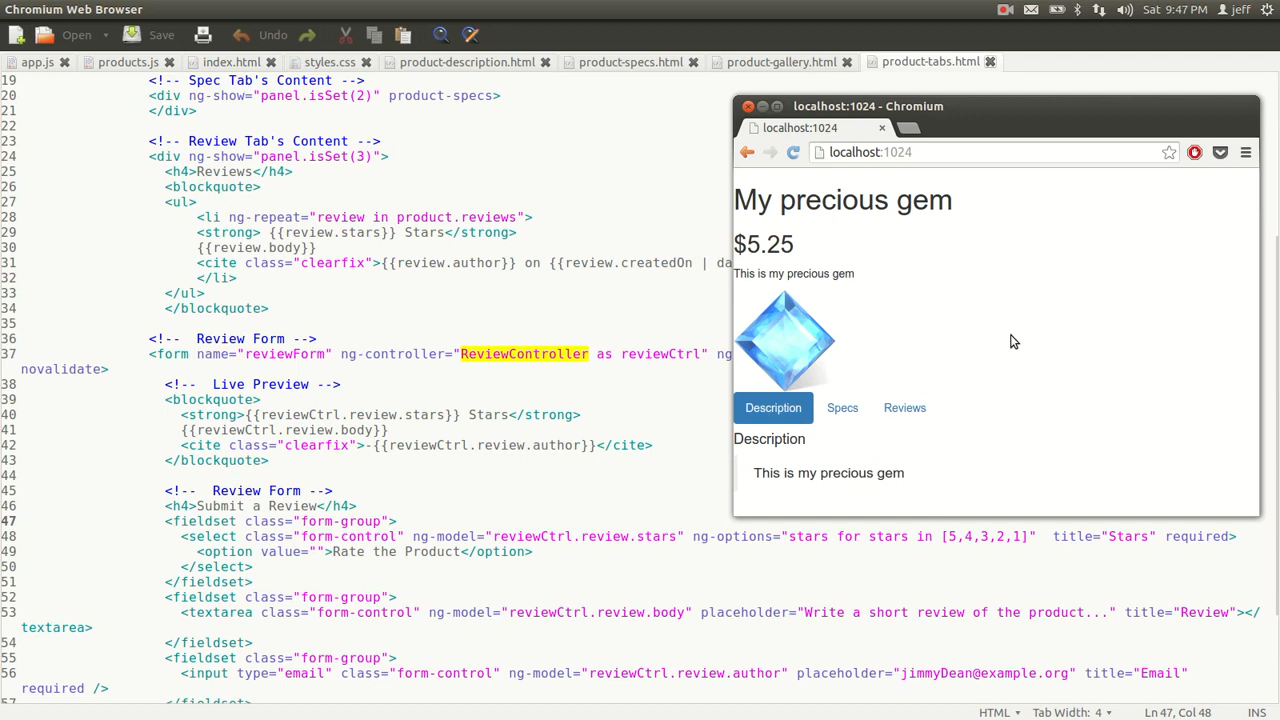 Chromium Web Browser
Sat 9:47 PM jeff
Open Save Undo
app.js products.js index.html styles.css product-description.html product-specs.html product-gallery.html product-tabs.html
19 <!-- Spec Tab's Content -->
20 <div ng-show="panel.isSet(2)" product-specs>
21 </div>
22
23 <!-- Review Tab's Content -->
24 <div ng-show="panel.isSet(3)">
25 <h4>Reviews</h4>
26 <blockquote>
27 <ul>
28 <li ng-repeat="review in product.reviews">
29 <strong> {{review.stars}} Stars</strong>
30 {{review.body}}
31 <cite class="clearfix">{{review.author}} on {{review.createdOn | da
32 </li>
33 </ul>
34 </blockquote>
35
36 <!-- Review Form -->
37 <form name="reviewForm" ng-controller="ReviewController as reviewCtrl" ng
novalidate>
38 <!-- Live Preview -->
39 <blockquote>
40 <strong>{{reviewCtrl.review.stars}} Stars</strong>
41 {{reviewCtrl.review.body}}
42 <cite class="clearfix">-{{reviewCtrl.review.author}}</cite>
43 </blockquote>
44
45 <!-- Review Form -->
46 <h4>Submit a Review</h4>
47 <fieldset class="form-group">
48 <select class="form-control" ng-model="reviewCtrl.review.stars" ng-options="stars for stars in [5,4,3,2,1]" title="Stars" required>
49 <option value="">Rate the Product</option>
50 </select>
51 </fieldset>
52 <fieldset class="form-group">
53 <textarea class="form-control" ng-model="reviewCtrl.review.body" placeholder="Write a short review of the product..." title="Review"></
textarea>
54 </fieldset>
55 <fieldset class="form-group">
56 <input type="email" class="form-control" ng-model="reviewCtrl.review.author" placeholder="jimmyDean@example.org" title="Email"
required />
localhost:1024 - Chromium
localhost:1024
localhost:1024
My precious gem
$5.25
This is my precious gem
Description Specs Reviews
Description
This is my precious gem
HTML Tab Width: 4 Ln 47, Col 48 INS